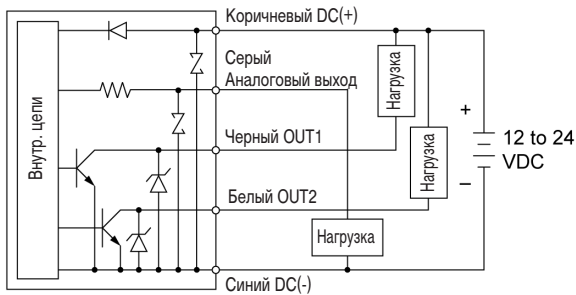 Коричневый DC(+)
Серый
Аналоговый выход
Черный OUT1
Белый OUT2
Синий DC(-)
Внутр. цепи
Нагрузка
Нагрузка
Нагрузка
+
12 to 24
VDC
–